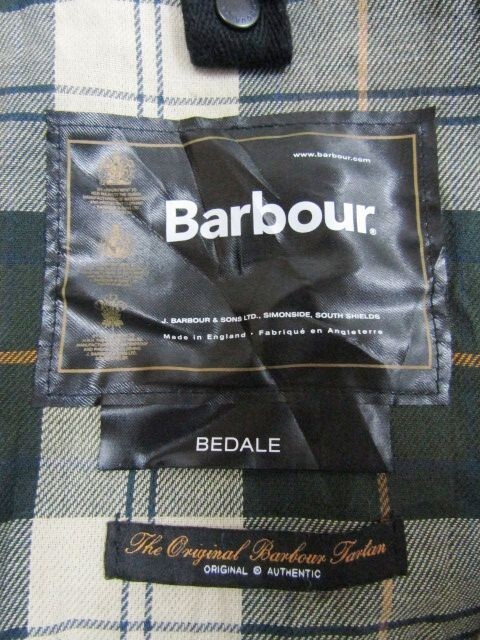 www.barbour.com
Barbour®
J. BARBOUR & SONS LTD., SIMONSIDE, SOUTH SHIELDS
Made in England · Fabriqué en Angleterre
BEDALE
The Original Barbour Tartan
ORIGINAL & AUTHENTIC